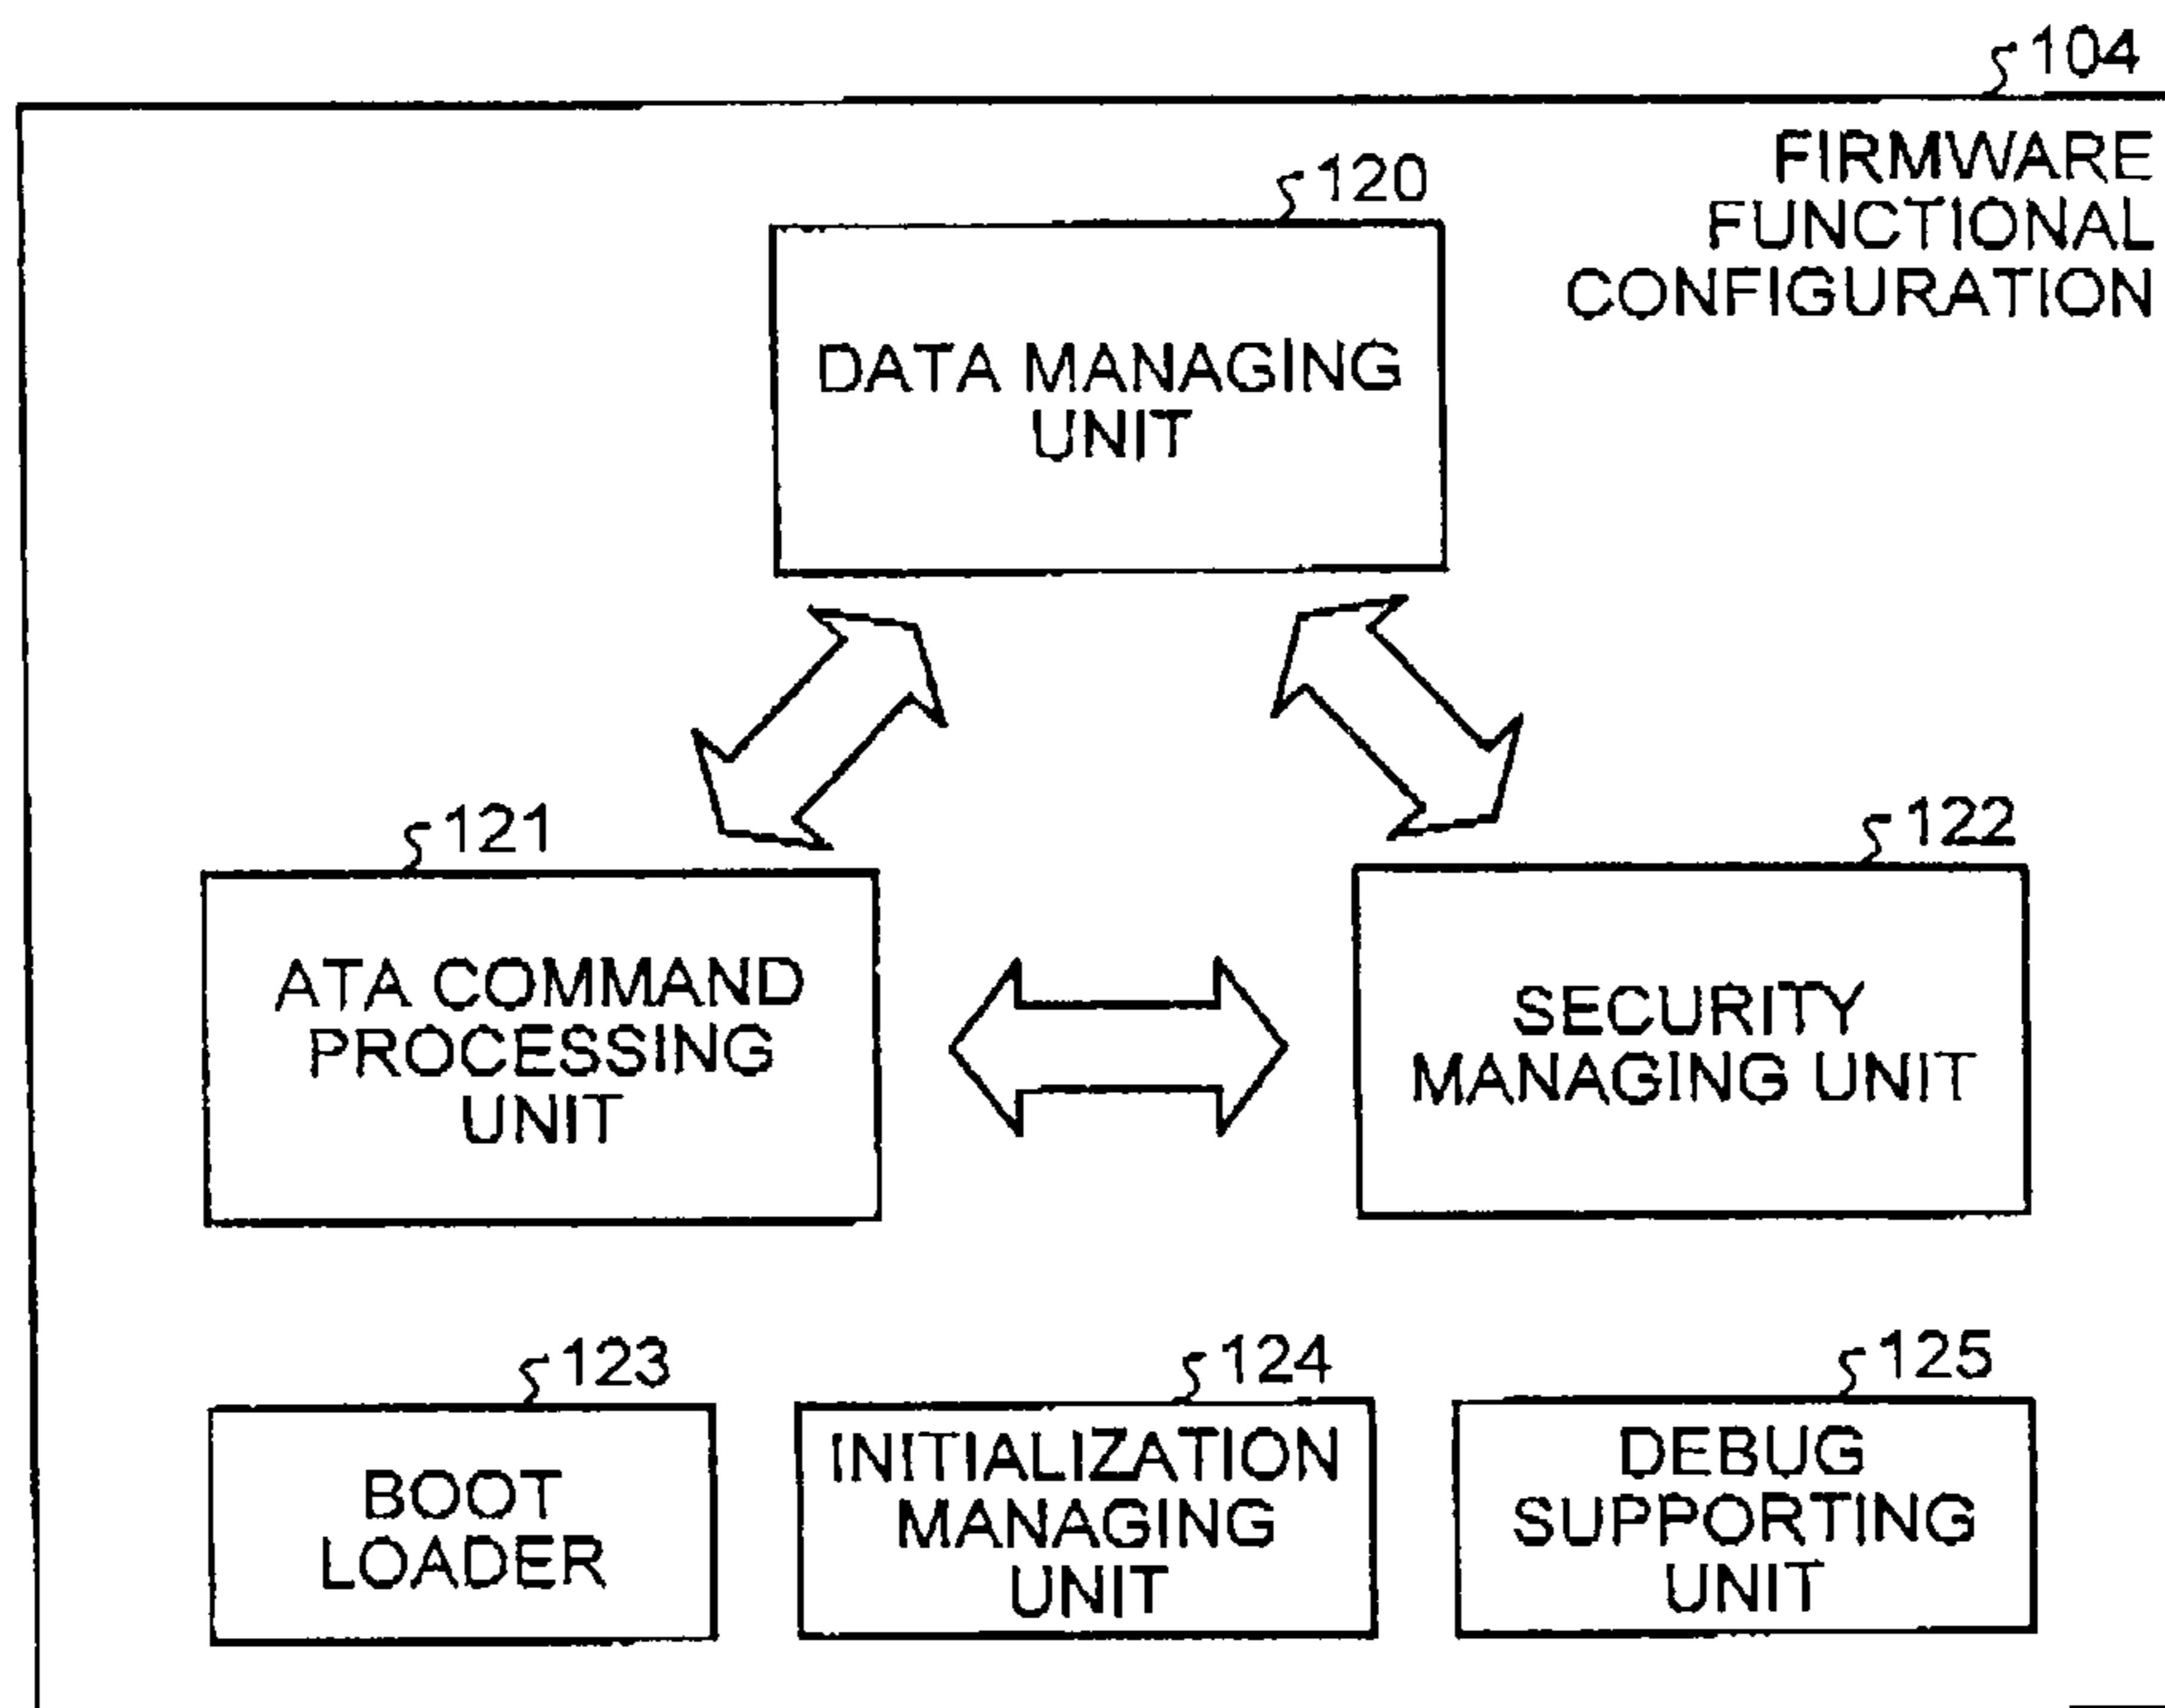 104
FIRMWARE
FUNCTIONAL
CONFIGURATION
120
DATA MANAGING
UNIT
121
ATA COMMAND
PROCESSING
UNIT
122
SECURITY
MANAGING UNIT
123
BOOT
LOADER
124
INITIALIZATION
MANAGING
UNIT
125
DEBUG
SUPPORTING
UNIT